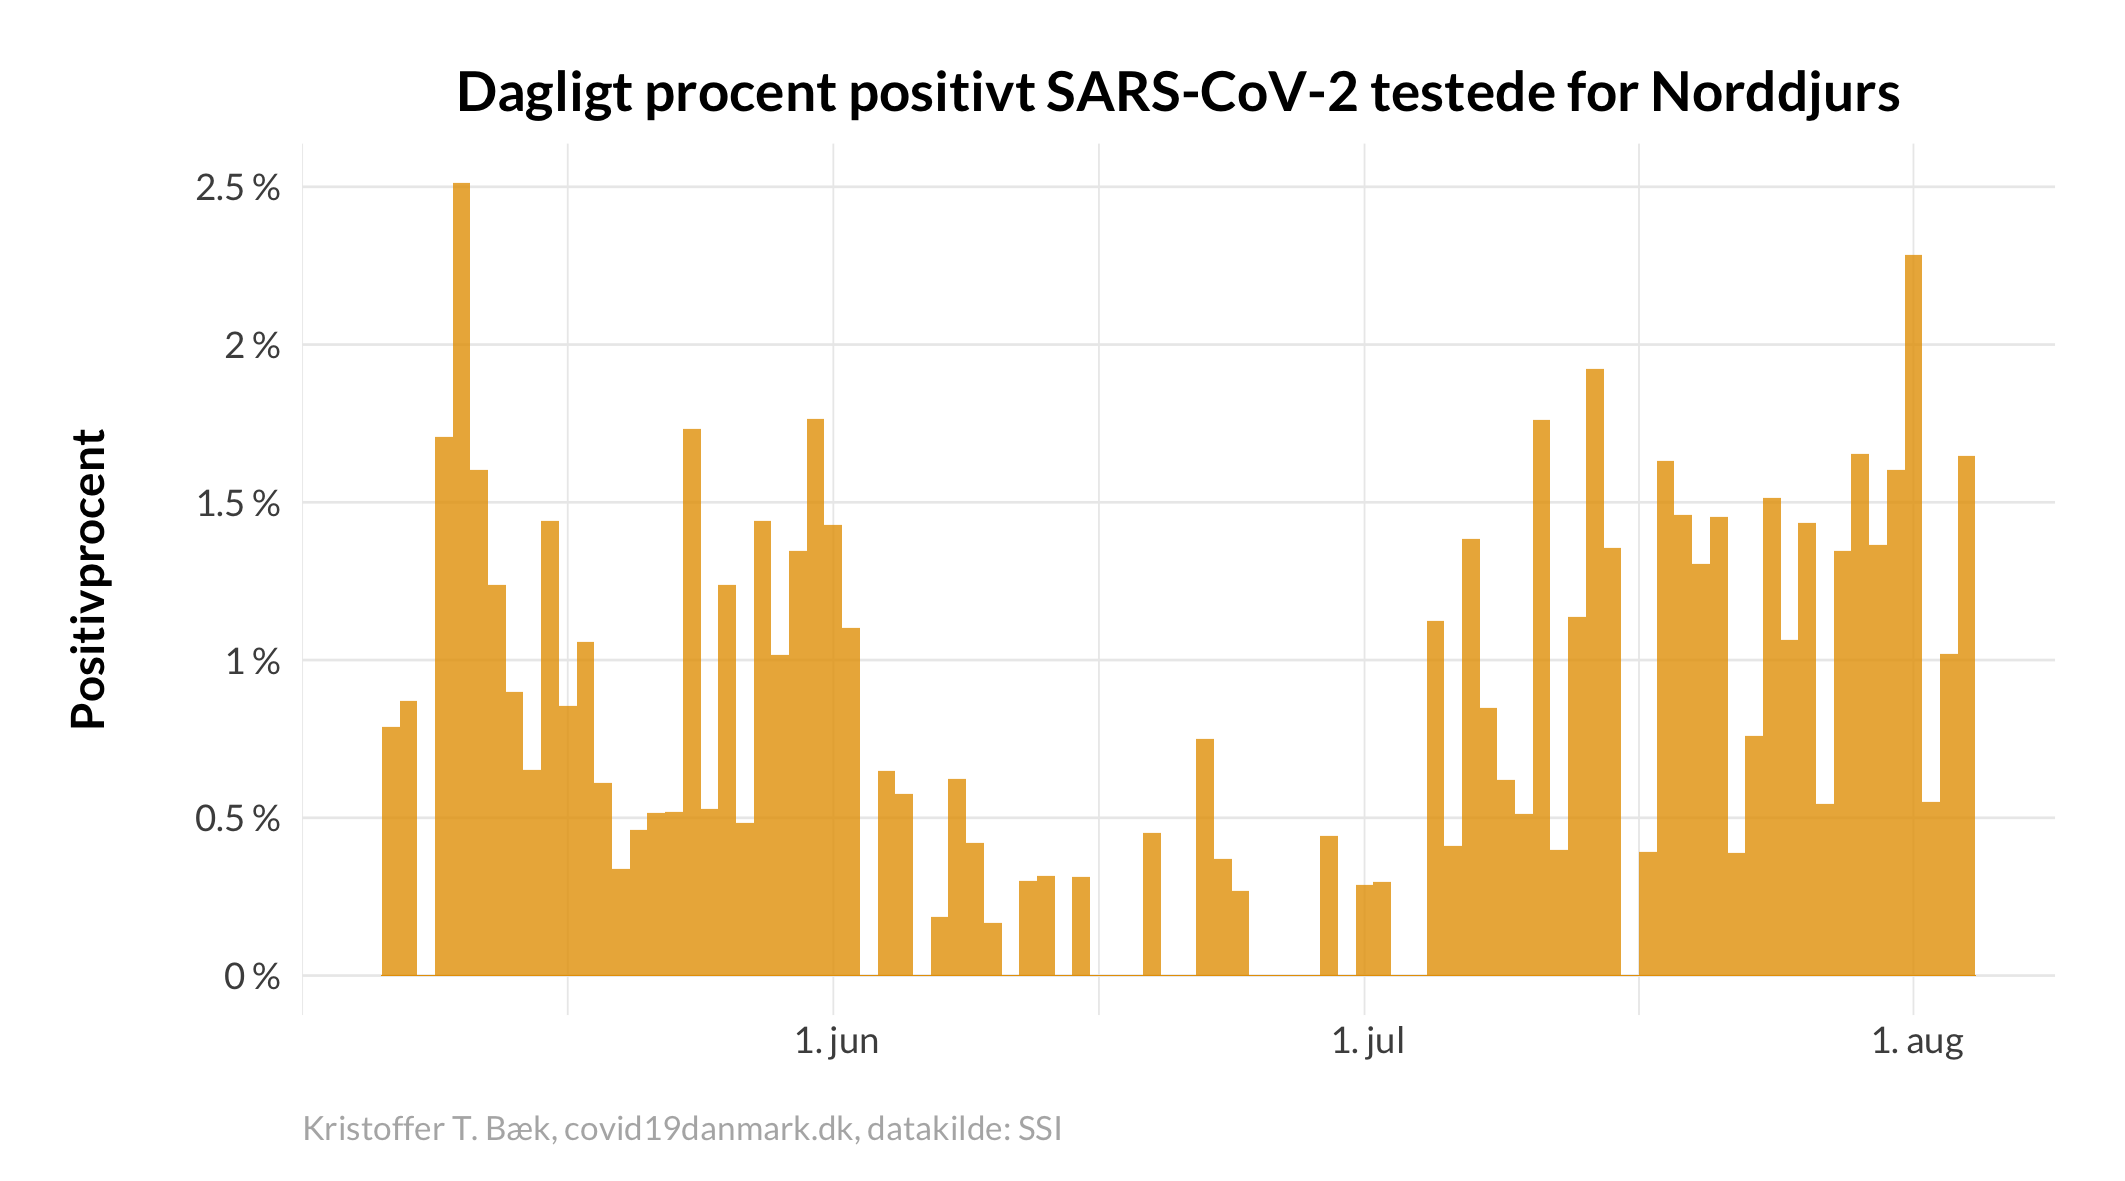 Dagligt procent positivt SARS-CoV-2 testede for Norddjurs
Positivprocent
2.5 %
2 %
1.5 %
1 %
0.5 %
0 %
1. jun
1. jul
1. aug
Kristoffer T. Bæk, covid19danmark.dk, datakilde: SSI